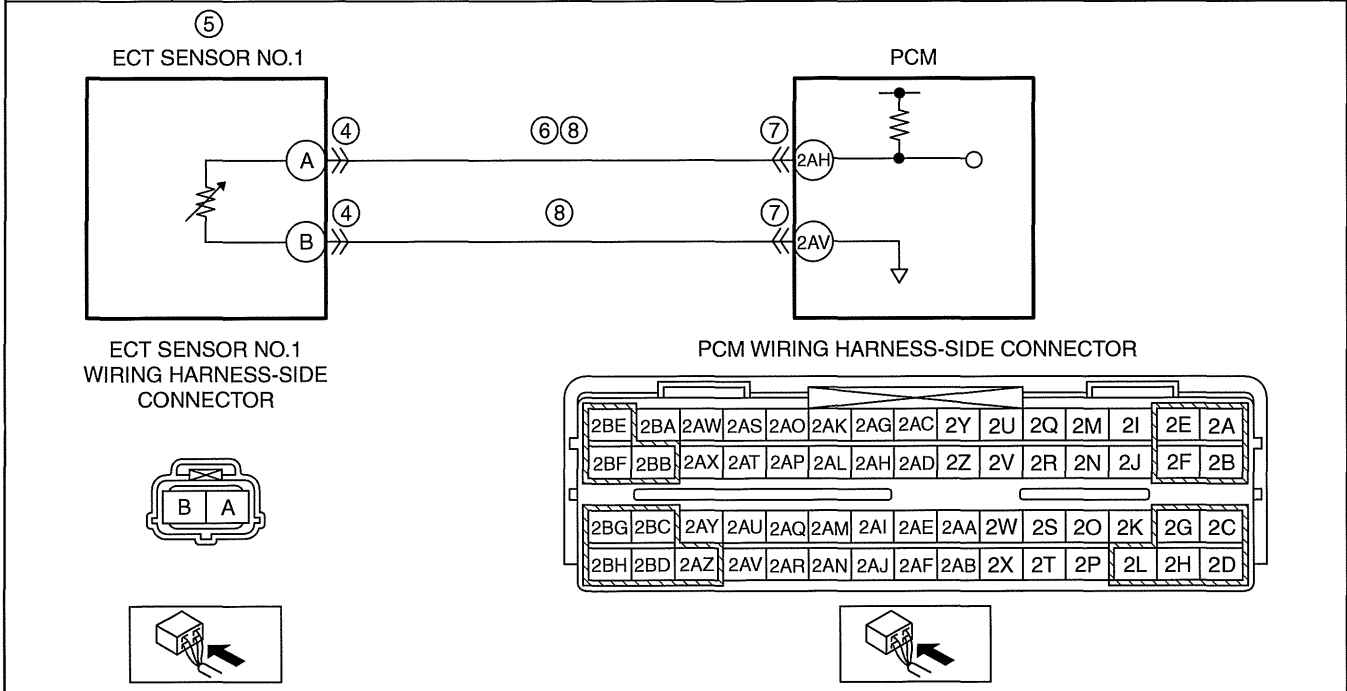 ⑤
ECT SENSOR NO.1
PCM
④
⑥⑧
⑦
A
2AH
④
⑧
⑦
B
2AV
ECT SENSOR NO.1
WIRING HARNESS-SIDE
CONNECTOR
PCM WIRING HARNESS-SIDE CONNECTOR
2BE 2BA 2AW 2AS 2AO 2AK 2AG 2AC 2Y 2U 2Q 2M 2I 2E 2A
2BF 2BB 2AX 2AT 2AP 2AL 2AH 2AD 2Z 2V 2R 2N 2J 2F 2B
B A
2BG 2BC 2AY 2AU 2AQ 2AM 2AI 2AE 2AA 2W 2S 2O 2K 2G 2C
2BH 2BD 2AZ 2AV 2AR 2AN 2AJ 2AF 2AB 2X 2T 2P 2L 2H 2D